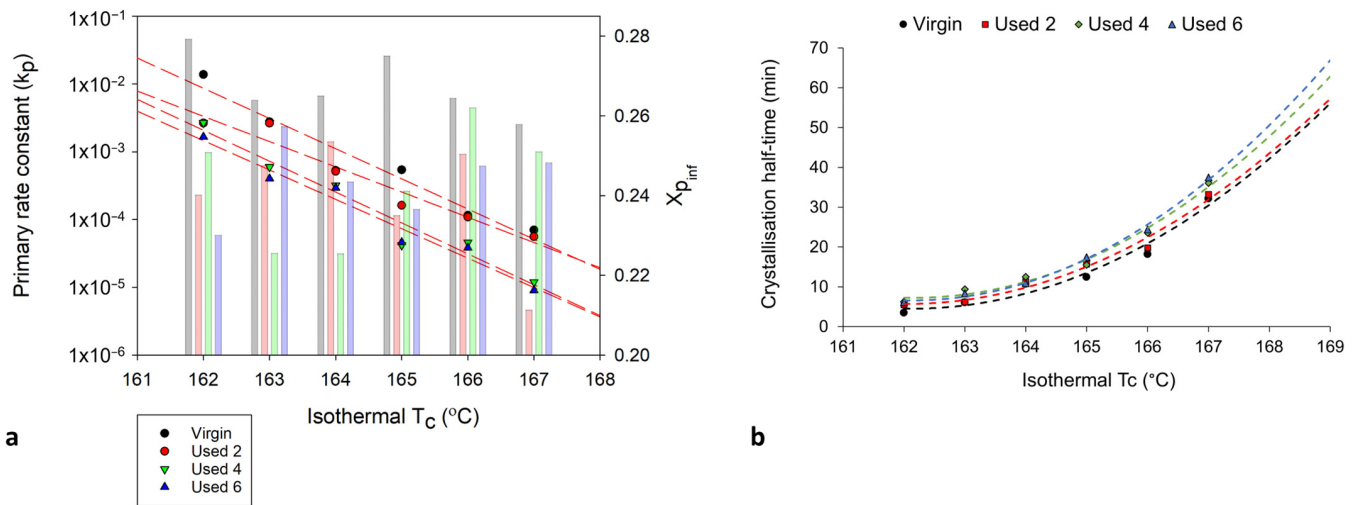 1x10⁻¹
1x10⁻²
1x10⁻³
1x10⁻⁴
1x10⁻⁵
1x10⁻⁶
Primary rate constant (kp)
0.28
0.26
0.24
0.22
0.20
Xp_inf
161 162 163 164 165 166 167 168
Isothermal TC (°C)
Virgin
Used 2
Used 4
Used 6
a
Virgin Used 2 Used 4 Used 6
70
60
50
40
30
20
10
0
Crystallisation half-time (min)
161 162 163 164 165 166 167 168 169
Isothermal Tc (°C)
b